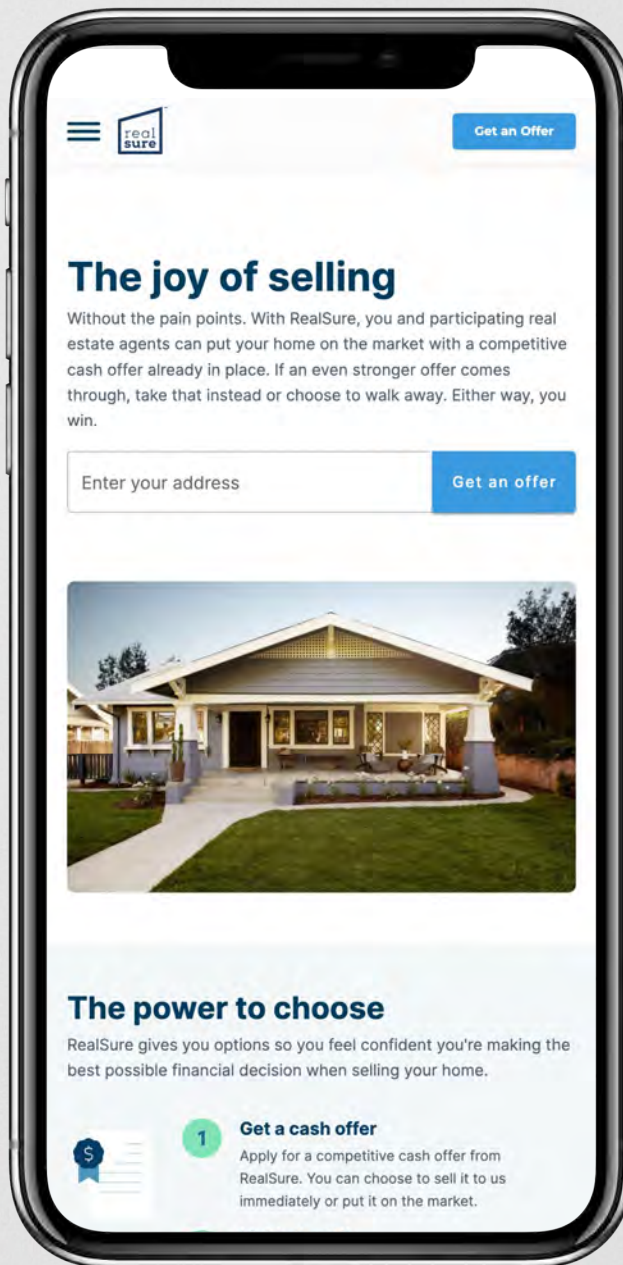 real
sure
Get an Offer
The joy of selling
Without the pain points. With RealSure, you and participating real
estate agents can put your home on the market with a competitive
cash offer already in place. If an even stronger offer comes
through, take that instead or choose to walk away. Either way, you
win.
Enter your address
Get an offer
The power to choose
RealSure gives you options so you feel confident you're making the
best possible financial decision when selling your home.
$
1
Get a cash offer
Apply for a competitive cash offer from
RealSure. You can choose to sell it to us
immediately or put it on the market.